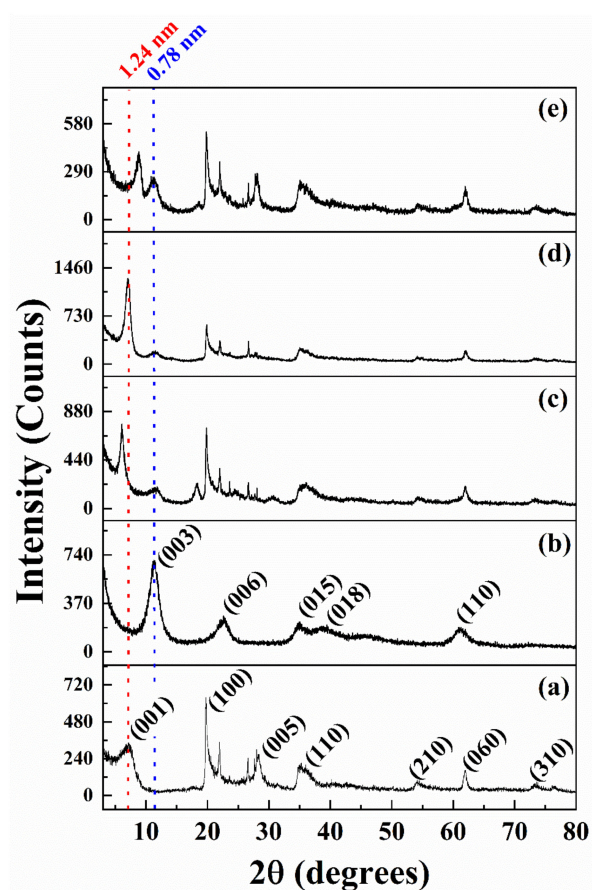 1.24 nm
0.78 nm
(e)
580
290
0
(d)
1460
730
0
(c)
880
440
0
(b)
(003)
(006)
(015)
(018)
(110)
740
370
0
(a)
(001)
(100)
(005)
(110)
(210)
(060)
(310)
720
480
240
0
10 20 30 40 50 60 70 80
2θ (degrees)
Intensity (Counts)